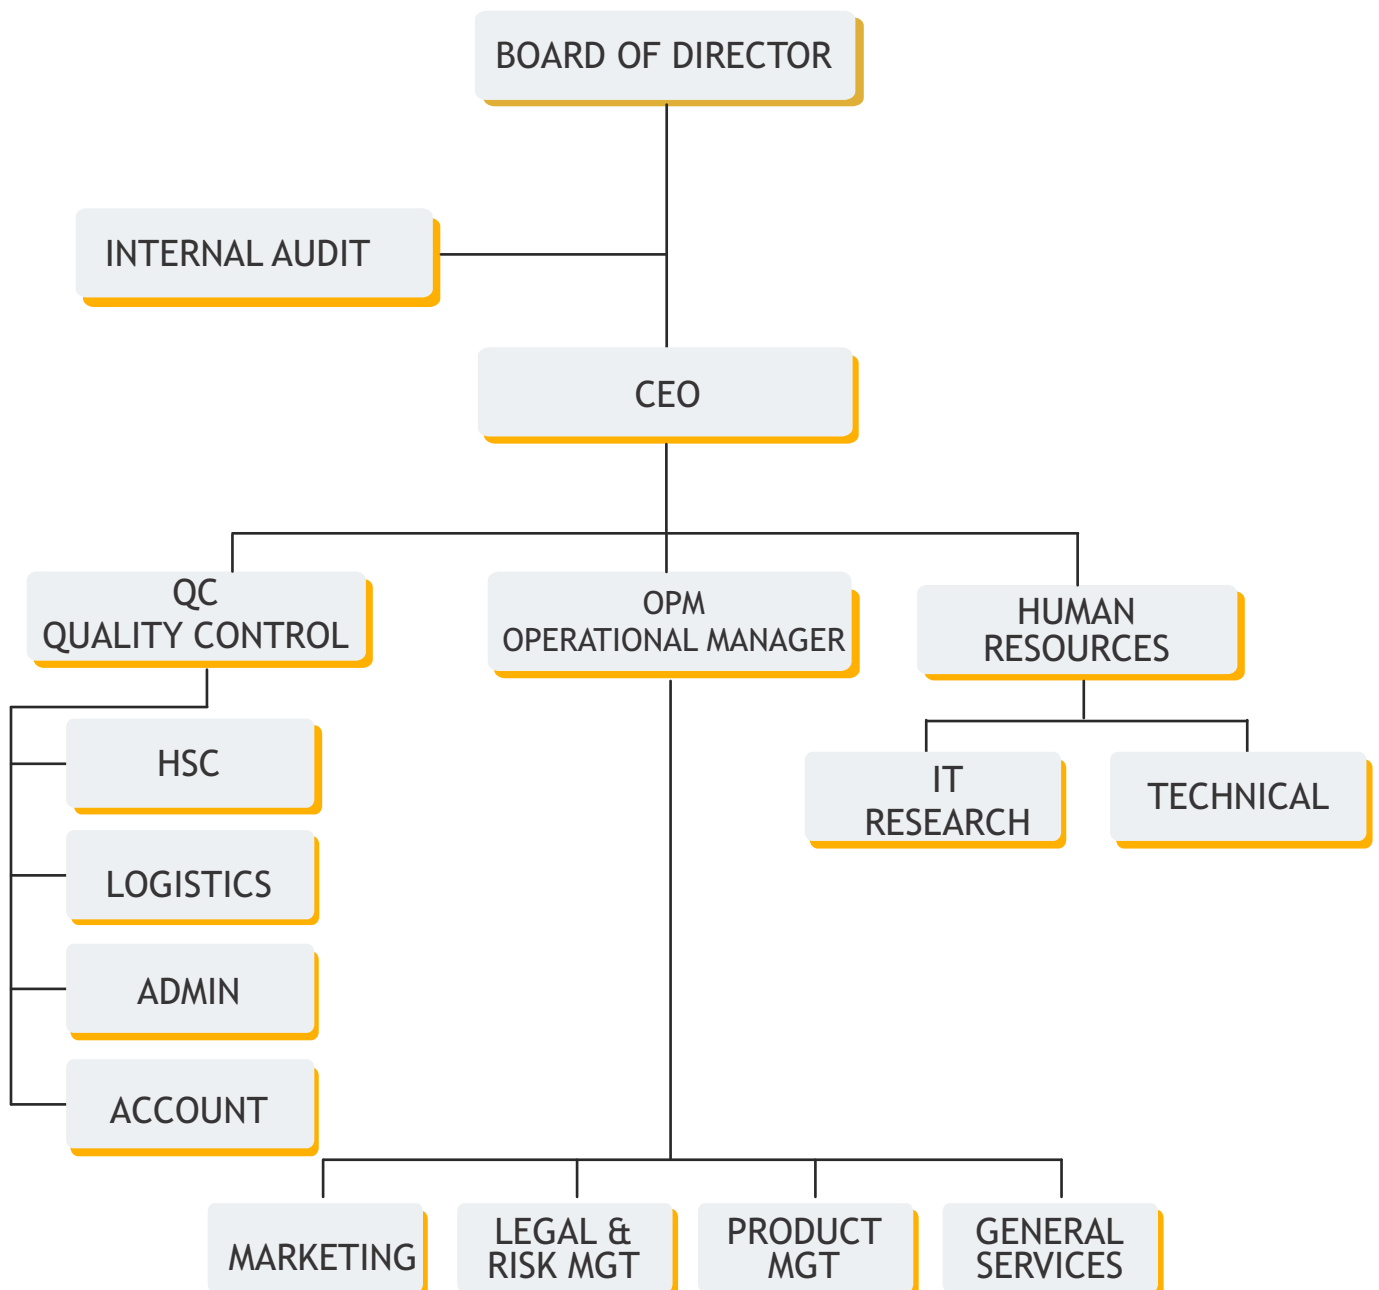 BOARD OF DIRECTOR
INTERNAL AUDIT
CEO
QC
QUALITY CONTROL
OPM
OPERATIONAL MANAGER
HUMAN
RESOURCES
HSC
LOGISTICS
ADMIN
ACCOUNT
IT
RESEARCH
TECHNICAL
MARKETING
LEGAL &
RISK MGT
PRODUCT
MGT
GENERAL
SERVICES